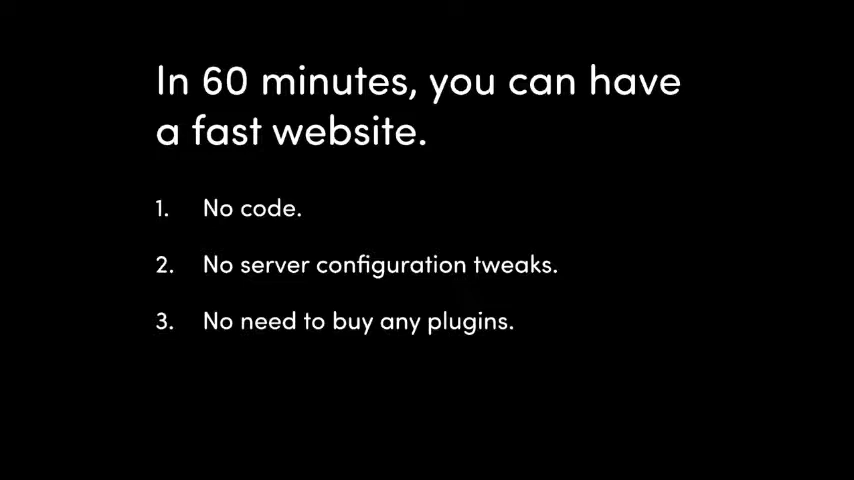 In 60 minutes, you can have
a fast website.
1. No code.
2. No server configuration tweaks.
3. No need to buy any plugins.